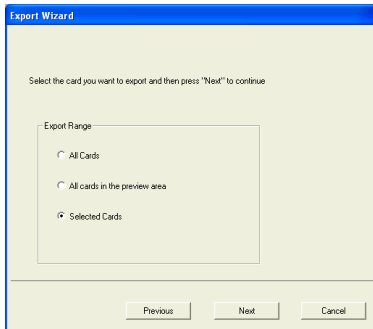 Export Wizard
Select the card you want to export and then press "Next" to continue
Export Range
All Cards
All cards in the preview area
Selected Cards
Previous Next Cancel